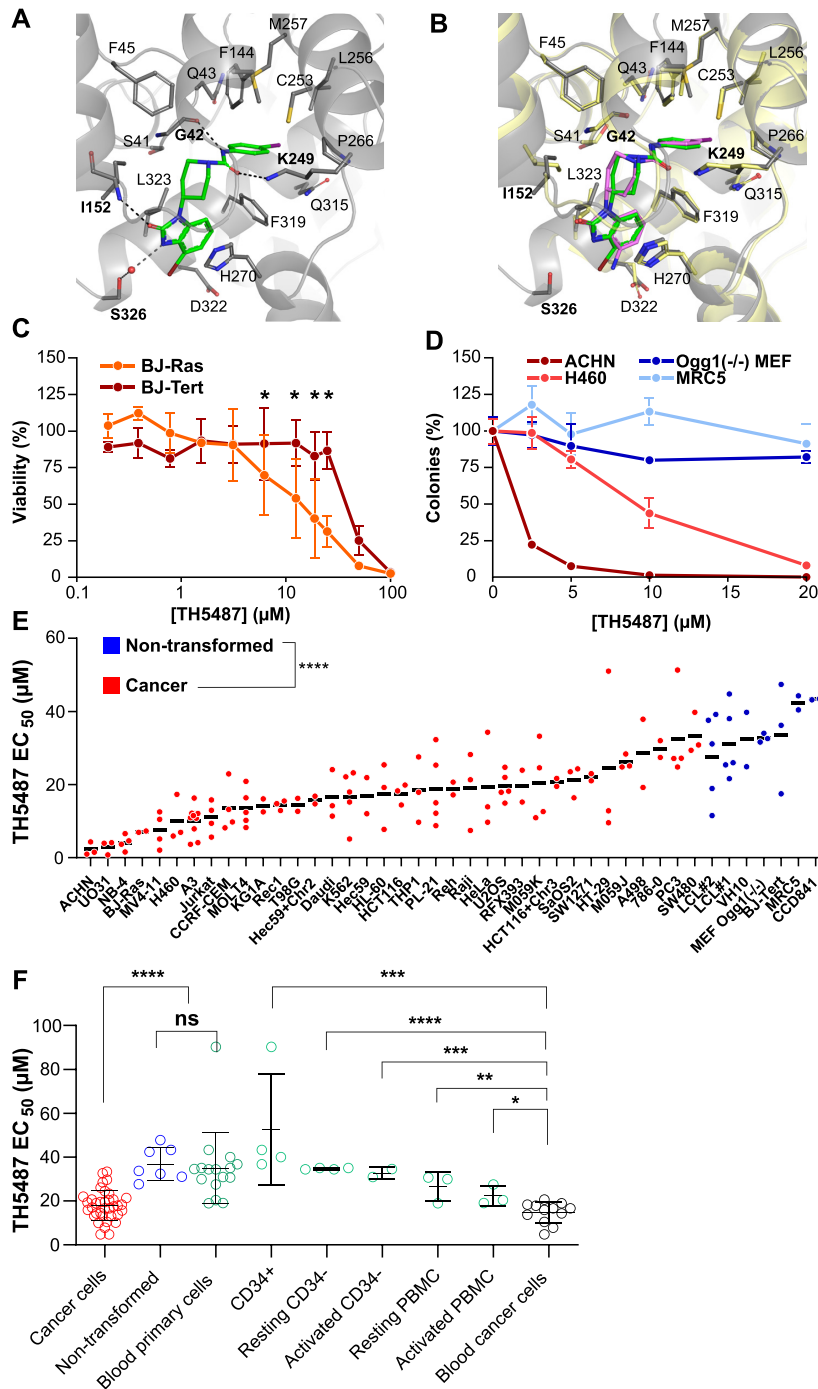 A
M257
F45
F144
L256
Q43
C253
S41
G42
P266
K249
I152
L323
Q315
F319
H270
S326
D322
B
M257
F45
F144
L256
Q43
C253
S41
G42
P266
K249
I152
L323
Q315
F319
H270
S326
D322
C
BJ-Ras
BJ-Tert
* * * *
Viability (%)
150
125
100
75
50
25
0
0.1 1 10 100
[TH5487] (µM)
D
ACHN
H460
Ogg1(-/-) MEF
MRC5
Colonies (%)
150
125
100
75
50
25
0
0 5 10 15 20
[TH5487] (µM)
E
Non-transformed
Cancer
****
TH5487 EC50 (µM)
60
40
20
0
ACHN
UO31
NB-4
BJ-Ras
MV4-11
H460
A3
Jurkat
CCRF-CEM
MOLT4
KG1A
Rec1
T98G
Hec59+Chr2
Daudi
K562
Hec59
HL-60
HCT116
THP1
PL-21
Reh
Raji
HeLa
U2OS
RFX393
M059K
HCT116+Chr3
SaOS2
SW1271
HT-29
M059J
A498
786-0
PC3
SW480
LCL#2
LCL#1
VH10
MEF Ogg1(-/-)
BJ-Tert
MRC5
CCD841
F
****
ns
***
****
***
**
*
TH5487 EC50 (µM)
100
80
60
40
20
0
Cancer cells
Non-transformed
Blood primary cells
CD34+
Resting CD34-
Activated CD34-
Resting PBMC
Activated PBMC
Blood cancer cells